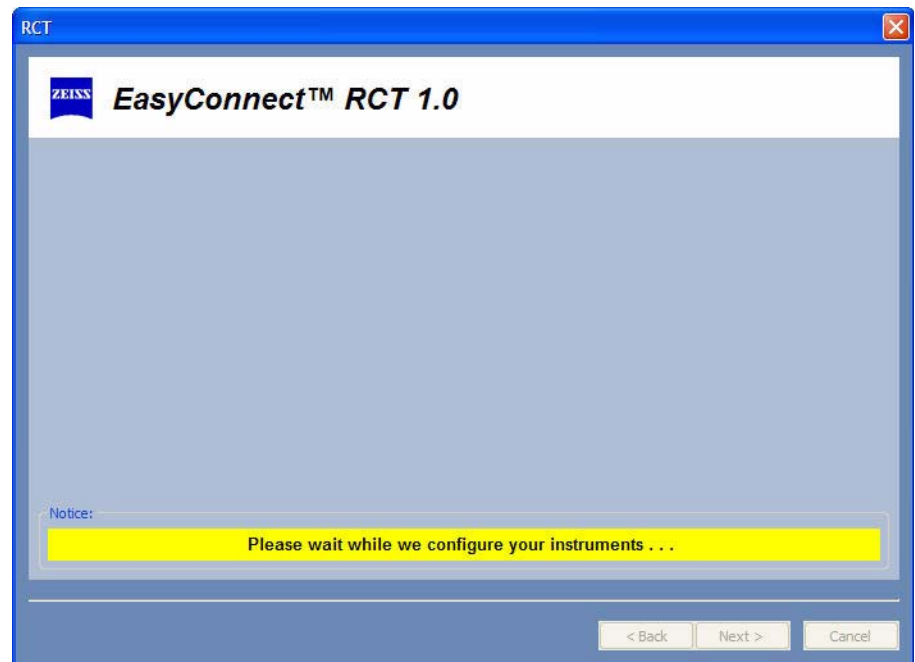 RCT
ZEISS
EasyConnect™ RCT 1.0
Notice:
Please wait while we configure your instruments . . .
< Back Next > Cancel